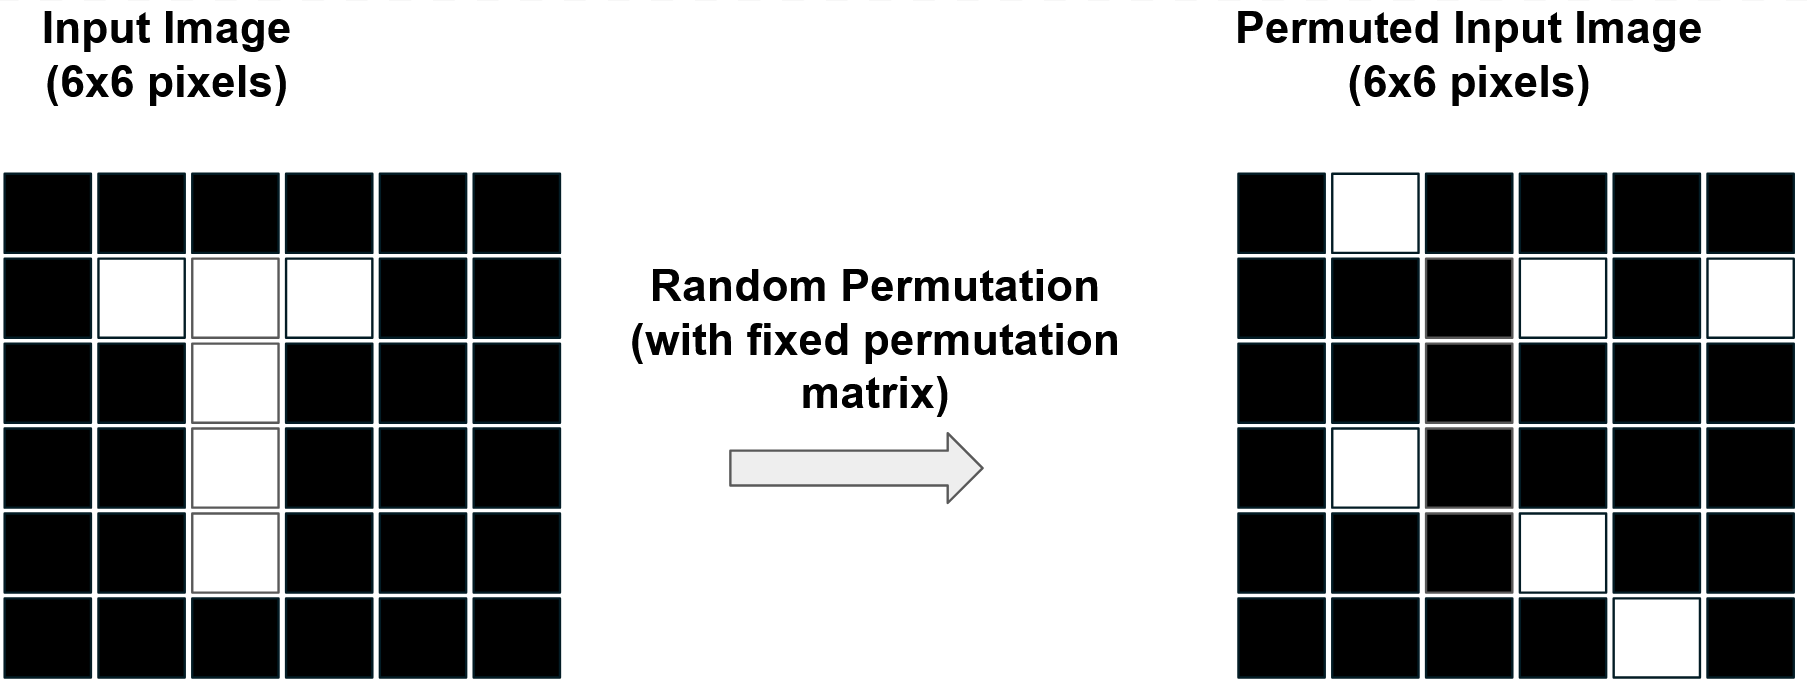 Input Image
(6x6 pixels)
Permuted Input Image
(6x6 pixels)
Random Permutation
(with fixed permutation
matrix)